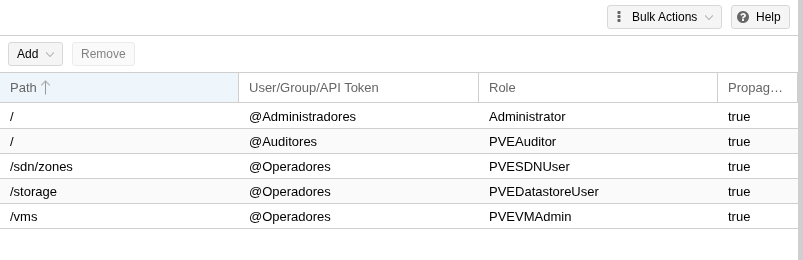 Bulk Actions Help
Add Remove
Path User/Group/API Token Role Propag...
/ @Administradores Administrator true
/ @Auditores PVEAuditor true
/sdn/zones @Operadores PVESDNUser true
/storage @Operadores PVEDatastoreUser true
/vms @Operadores PVEVMAdmin true